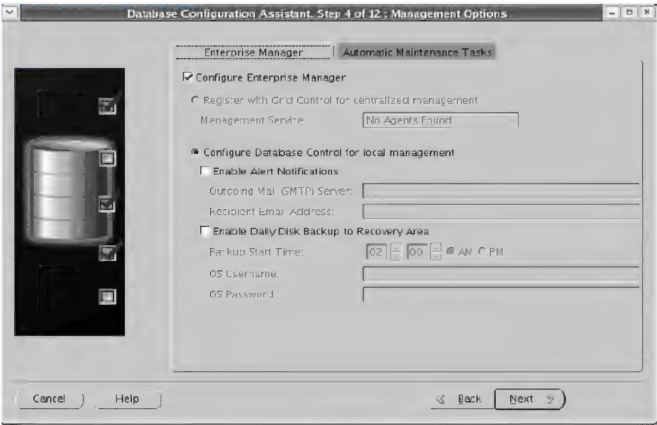 Database Configuration Assistant, Step 4 of 12 : Management Options
Enterprise Manager
Automatic Maintenance Tasks
Configure Enterprise Manager
Register with Grid Control for centralized management
Management Service
No Agents Found
Configure Database Control for local management
Enable Alert Notifications
Outgoing Mail (SMTP) Server:
Recipient Email Address:
Enable Daily Disk Backup to Recovery Area
Backup Start Time:
02
00
AM
PM
OS Username:
OS Password
Cancel
Help
Back
Next